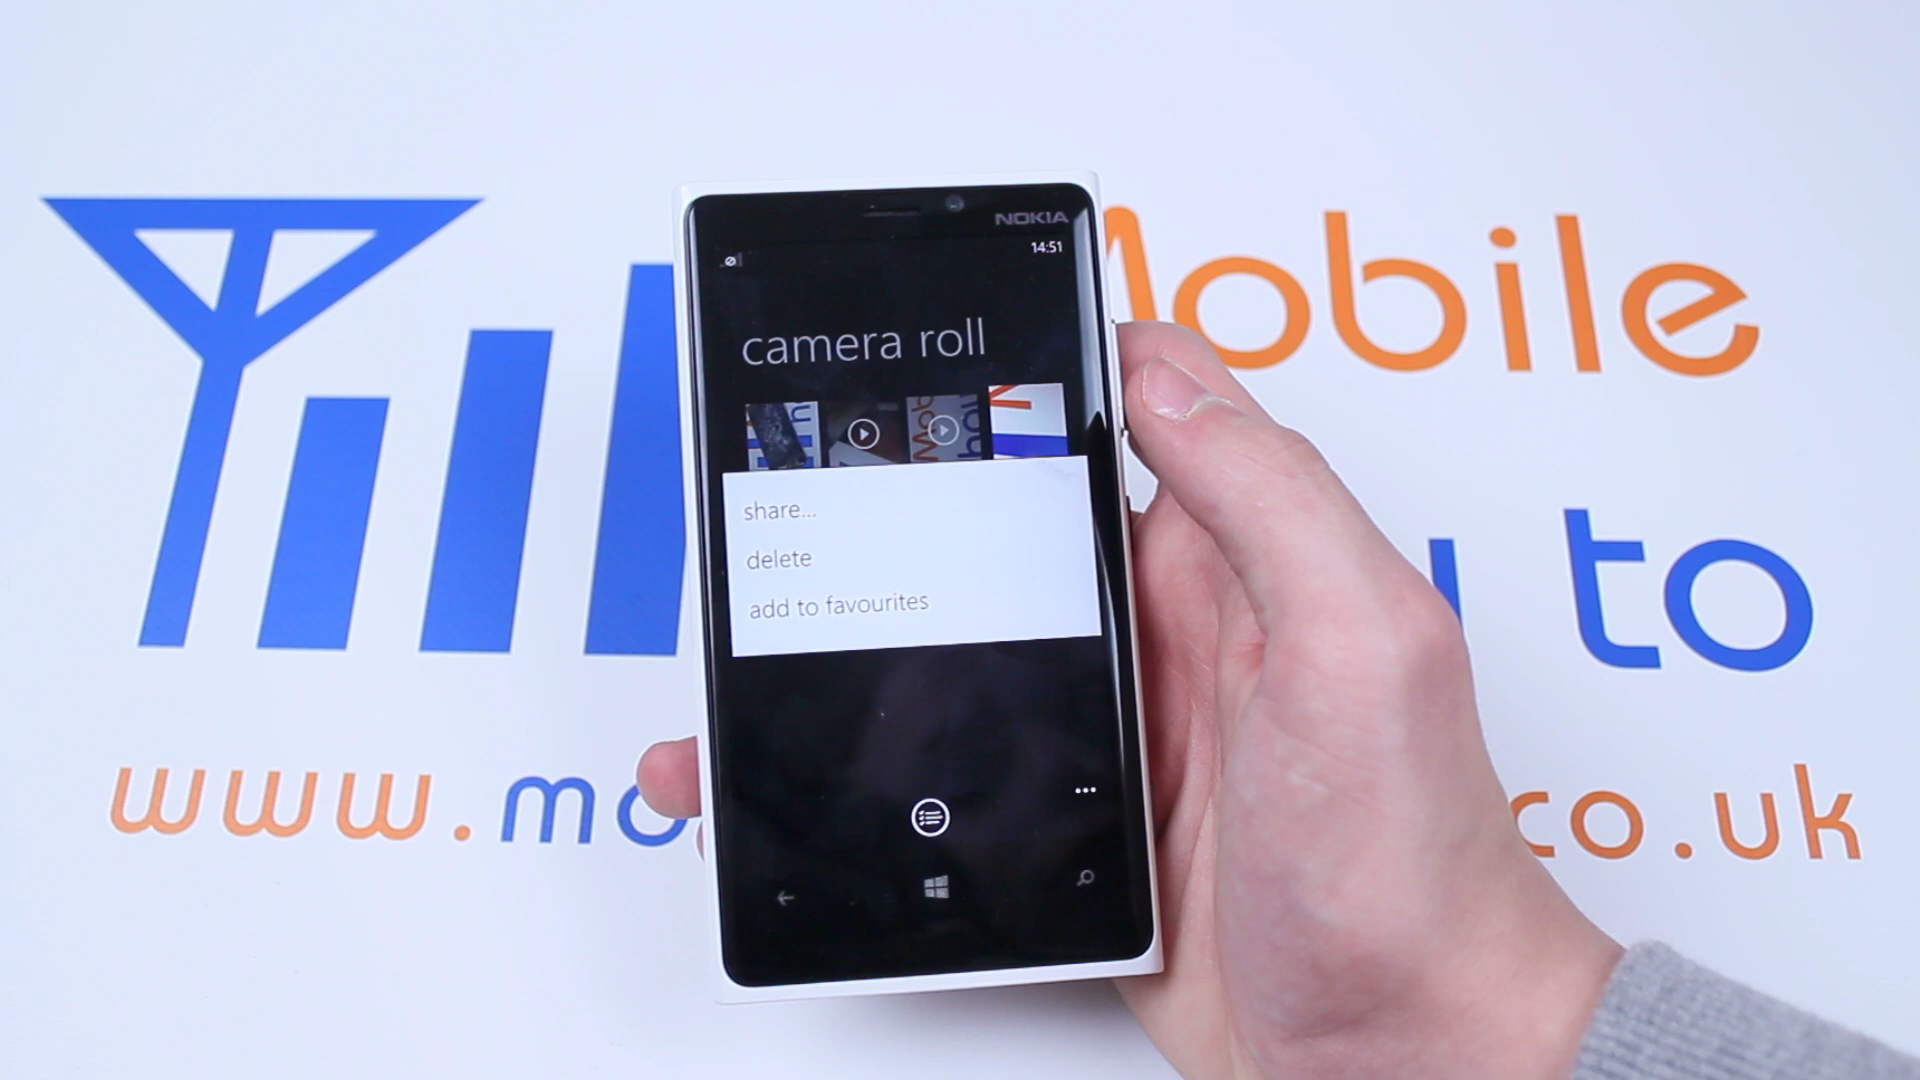 NOKIA
14:51
camera roll
share...
delete
add to favourites
Mobile
to
www.mo
co.uk